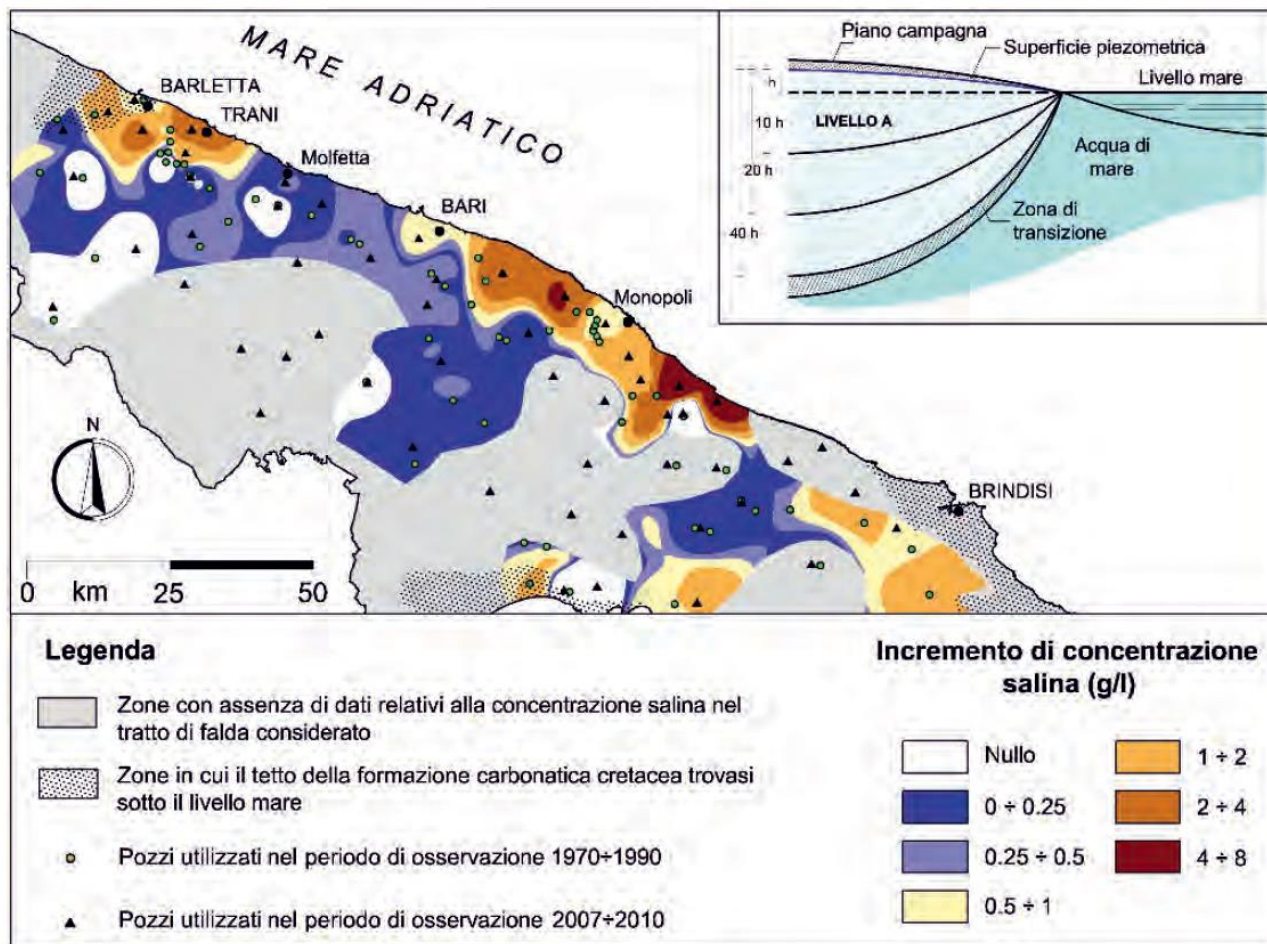 MARE ADRIATICO
BARLETTA
TRANI
Molfetta
BARI
Monopoli
BRINDISI
N
0 km 25 50
Piano campagna
Superficie piezometrica
Livello mare
h
LIVELLO A
10 h
20 h
40 h
Acqua di
mare
Zona di
transizione
Legenda
Zone con assenza di dati relativi alla concentrazione salina nel
tratto di falda considerato
Zone in cui il tetto della formazione carbonatica cretacea trovasi
sotto il livello mare
Pozzi utilizzati nel periodo di osservazione 1970÷1990
Pozzi utilizzati nel periodo di osservazione 2007÷2010
Incremento di concentrazione
salina (g/l)
Nullo
0 ÷ 0.25
0.25 ÷ 0.5
0.5 ÷ 1
1 ÷ 2
2 ÷ 4
4 ÷ 8